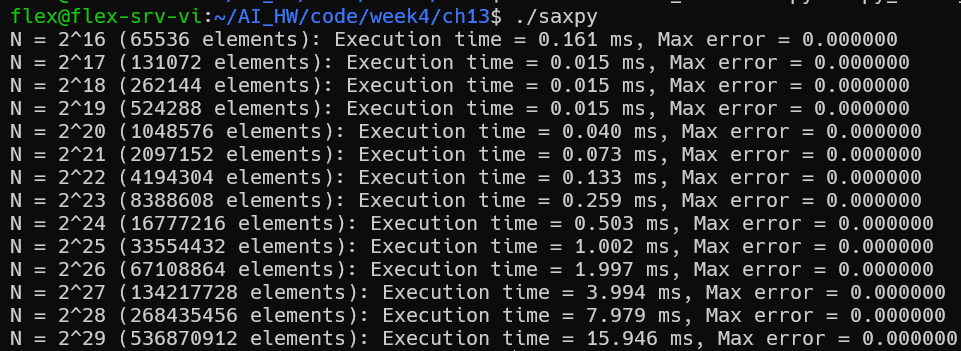 flex@flex-srv-vi:~/AI_HW/code/week4/ch13$ ./saxpy
N = 2^16 (65536 elements): Execution time = 0.161 ms, Max error = 0.000000
N = 2^17 (131072 elements): Execution time = 0.015 ms, Max error = 0.000000
N = 2^18 (262144 elements): Execution time = 0.015 ms, Max error = 0.000000
N = 2^19 (524288 elements): Execution time = 0.015 ms, Max error = 0.000000
N = 2^20 (1048576 elements): Execution time = 0.040 ms, Max error = 0.000000
N = 2^21 (2097152 elements): Execution time = 0.073 ms, Max error = 0.000000
N = 2^22 (4194304 elements): Execution time = 0.133 ms, Max error = 0.000000
N = 2^23 (8388608 elements): Execution time = 0.259 ms, Max error = 0.000000
N = 2^24 (16777216 elements): Execution time = 0.503 ms, Max error = 0.000000
N = 2^25 (33554432 elements): Execution time = 1.002 ms, Max error = 0.000000
N = 2^26 (67108864 elements): Execution time = 1.997 ms, Max error = 0.000000
N = 2^27 (134217728 elements): Execution time = 3.994 ms, Max error = 0.000000
N = 2^28 (268435456 elements): Execution time = 7.979 ms, Max error = 0.000000
N = 2^29 (536870912 elements): Execution time = 15.946 ms, Max error = 0.000000